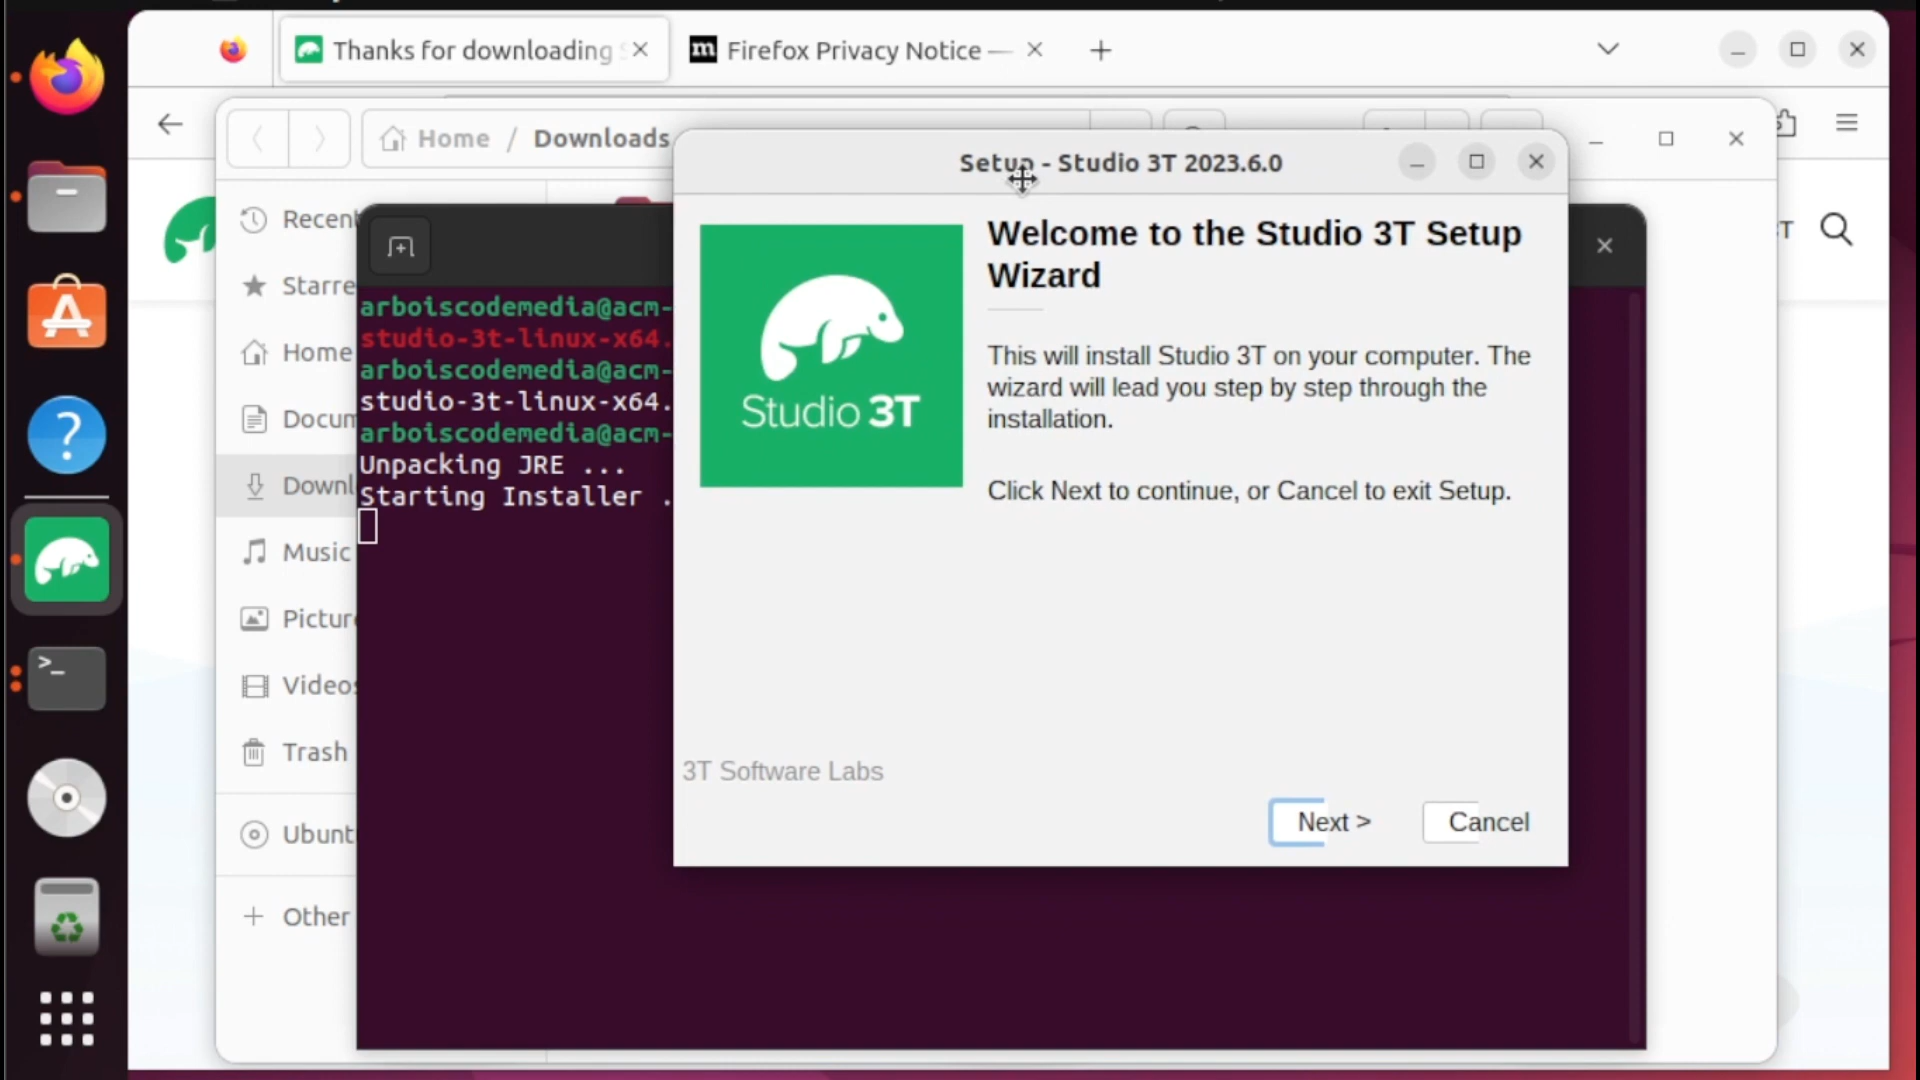 Thanks for downloading
Firefox Privacy Notice —
Home / Downloads
Setup - Studio 3T 2023.6.0
Recent
Starre
Home
Docum
Downl
Music
Pictur
Videos
Trash
Ubunt
Other
arboiscodemedia@acm-
studio-3t-linux-x64.
arboiscodemedia@acm-
studio-3t-linux-x64.
arboiscodemedia@acm-
Unpacking JRE ...
Starting Installer .
Studio 3T
Welcome to the Studio 3T Setup
Wizard
This will install Studio 3T on your computer. The
wizard will lead you step by step through the
installation.
Click Next to continue, or Cancel to exit Setup.
3T Software Labs
Next >
Cancel